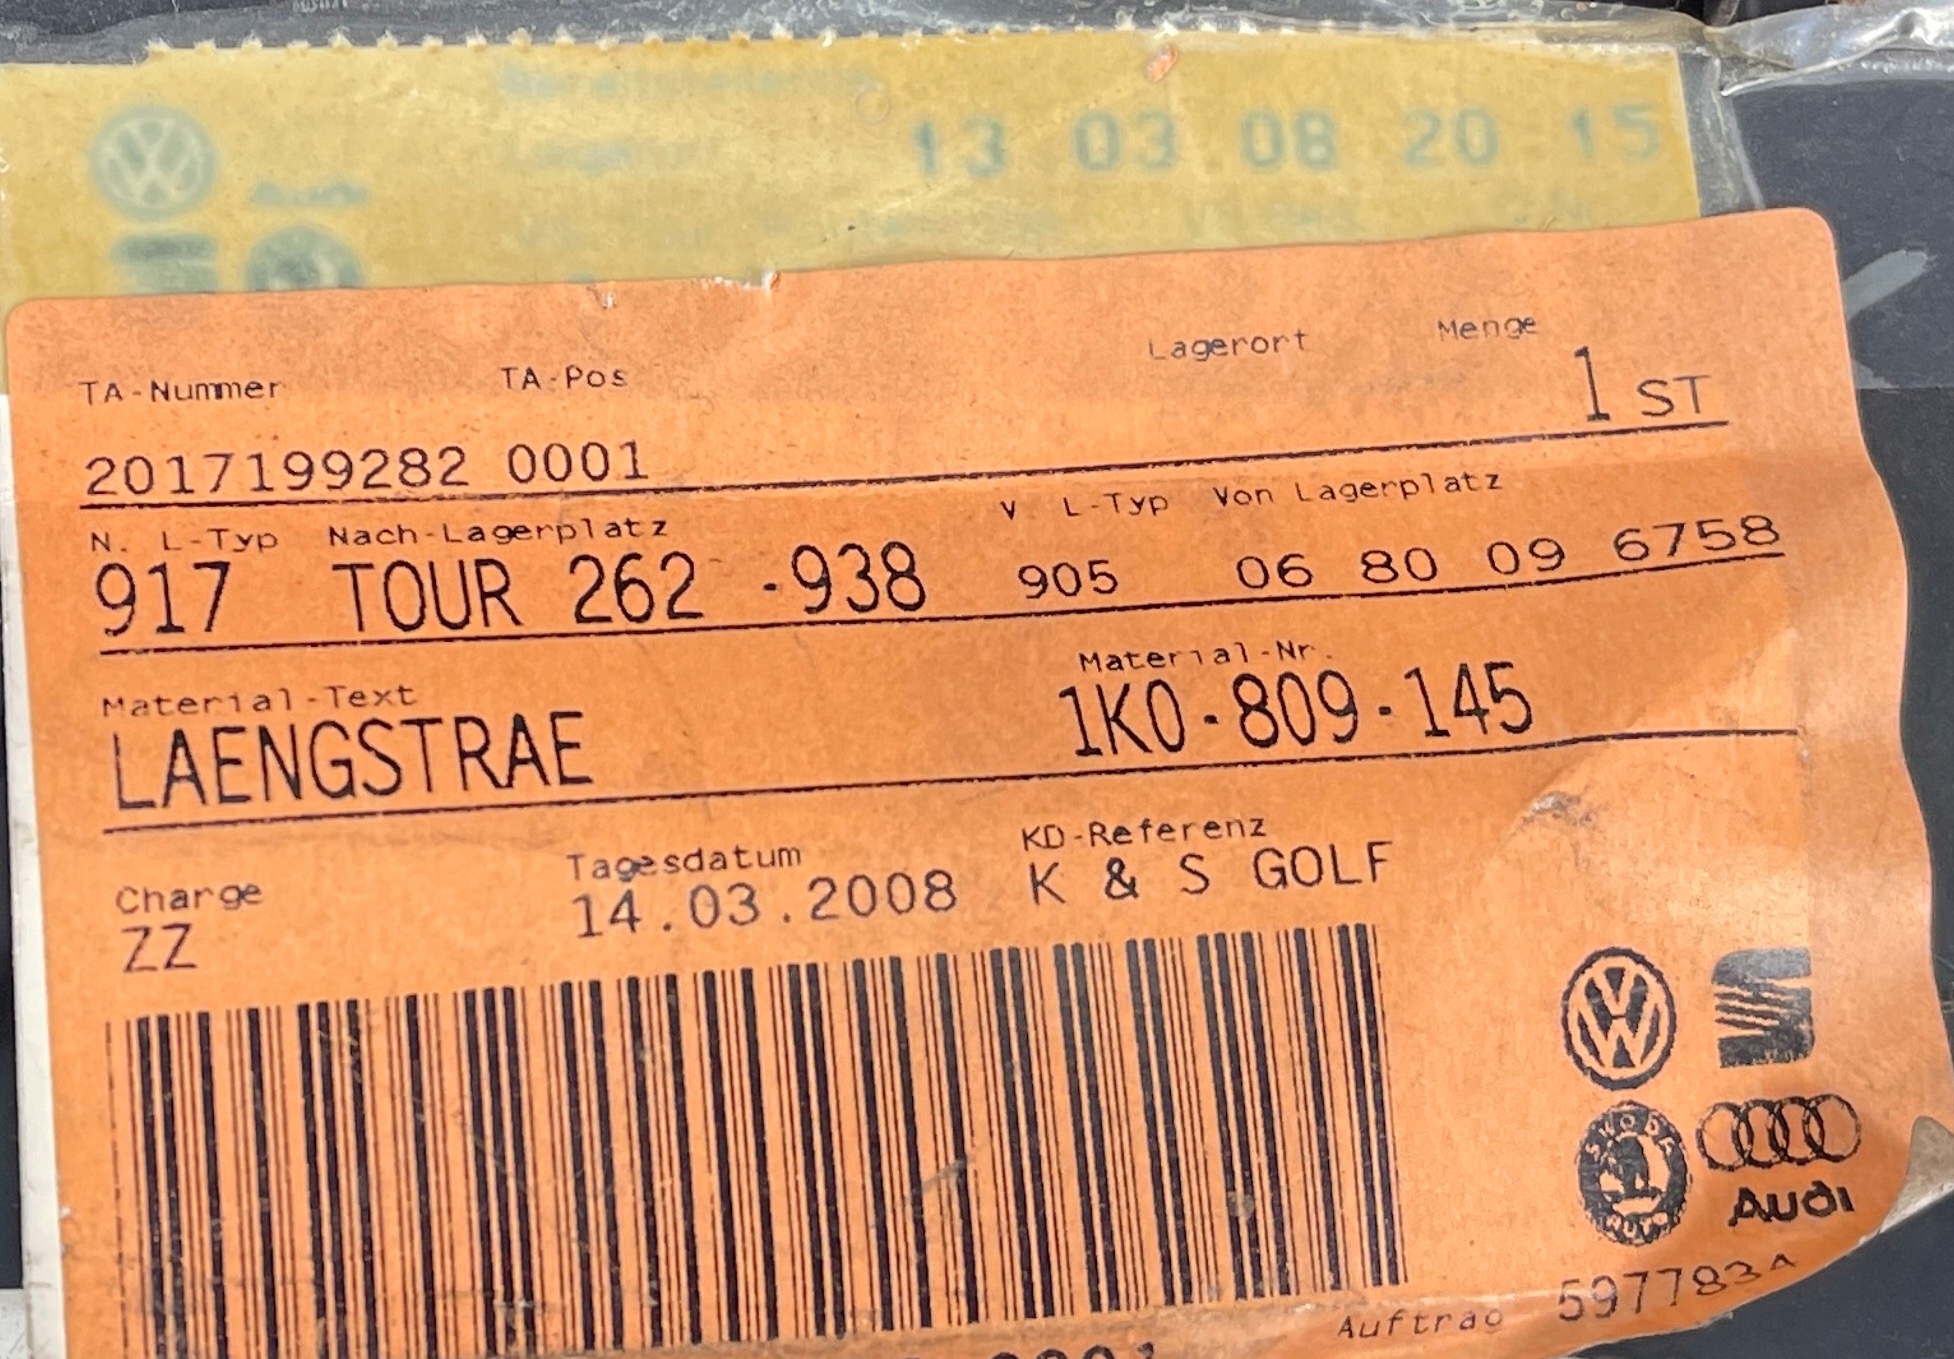 13 03 08 20 15
TA-Nummer TA-Pos Lagerort Menge
2017199282 0001 1 ST
N. L-Typ Nach-Lagerplatz V L-Typ Von Lagerplatz
917 TOUR 262 -938 905 06 80 09 6758
Material-Text Material-Nr.
LAENGSTRAE 1K0-809-145
Charge Tagesdatum KD-Referenz
ZZ 14.03.2008 K & S GOLF
SKODA
AUTO
Audi
Auftrag 597783A